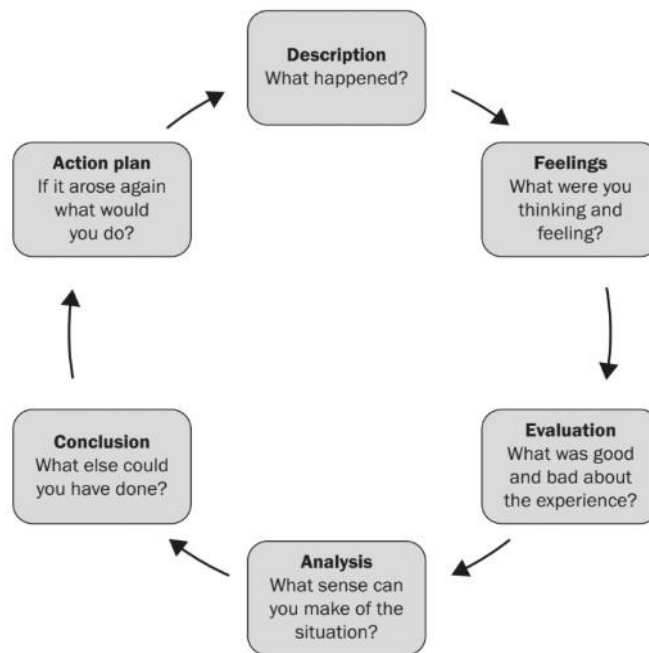 Description
What happened?
Feelings
What were you
thinking and
feeling?
Evaluation
What was good
and bad about
the experience?
Analysis
What sense can
you make of the
situation?
Conclusion
What else could
you have done?
Action plan
If it arose again
what would
you do?